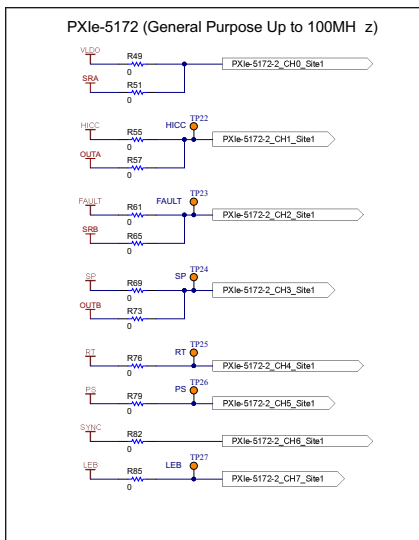 PXIe-5172 (General Purpose Up to 100MH z)
VLDO
R49
0
PXIe-5172-2_CH0_Site1
SRA
R51
0
HICC
R55
0
HICC
TP22
PXIe-5172-2_CH1_Site1
OUTA
R57
0
FAULT
R61
0
FAULT
TP23
PXIe-5172-2_CH2_Site1
SRB
R65
0
SP
R69
0
SP
TP24
PXIe-5172-2_CH3_Site1
OUTB
R73
0
RT
R76
0
RT
TP25
PXIe-5172-2_CH4_Site1
PS
R79
0
PS
TP26
PXIe-5172-2_CH5_Site1
SYNC
R82
0
PXIe-5172-2_CH6_Site1
LEB
R85
0
LEB
TP27
PXIe-5172-2_CH7_Site1